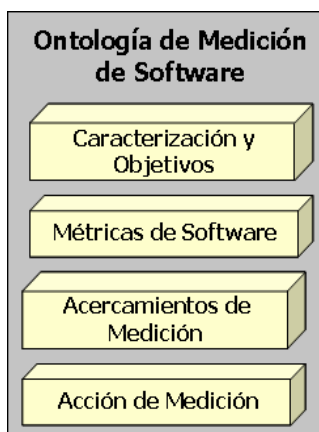 Ontología de Medición
de Software
Caracterización y
Objetivos
Métricas de Software
Acercamientos de
Medición
Acción de Medición